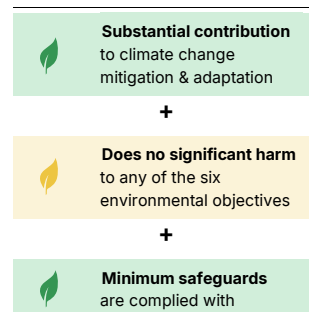 Substantial contribution
to climate change
mitigation & adaptation
+
Does no significant harm
to any of the six
environmental objectives
+
Minimum safeguards
are complied with